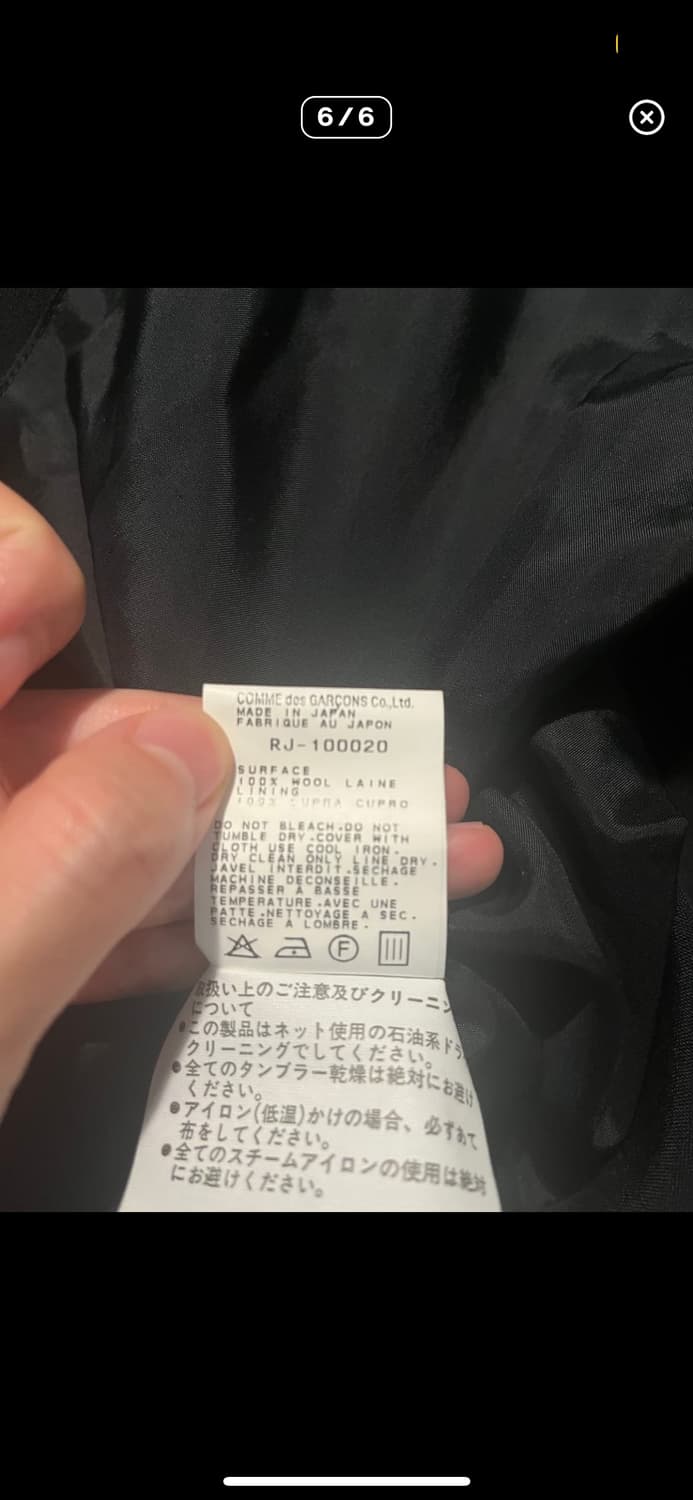 6/6
COMME des GARÇONS Co.,Ltd.
MADE IN JAPAN
FABRIQUE AU JAPON
RJ-100020
SURFACE
100% WOOL LAINE
LINING
100% CUPRA CUPRO
DO NOT BLEACH.DO NOT
TUMBLE DRY.COVER WITH
CLOTH USE COOL IRON.
DRY CLEAN ONLY LINE DRY.
JAVEL INTERDIT.SECHAGE
MACHINE DECONSEILLE.
REPASSER A BASSE
TEMPERATURE.AVEC UNE
PATTE.NETTOYAGE A SEC.
SECHAGE A LOMBRE.
F
取扱い上のご注意及びクリーニン
について
●この製品はネット使用の石油系ドラ
クリーニングでしてください。
●全てのタンブラー乾燥は絶対にお避け
ください。
●アイロン(低温)かけの場合、必ずあて
布をしてください。
●全てのスチームアイロンの使用は絶対
にお避けください。